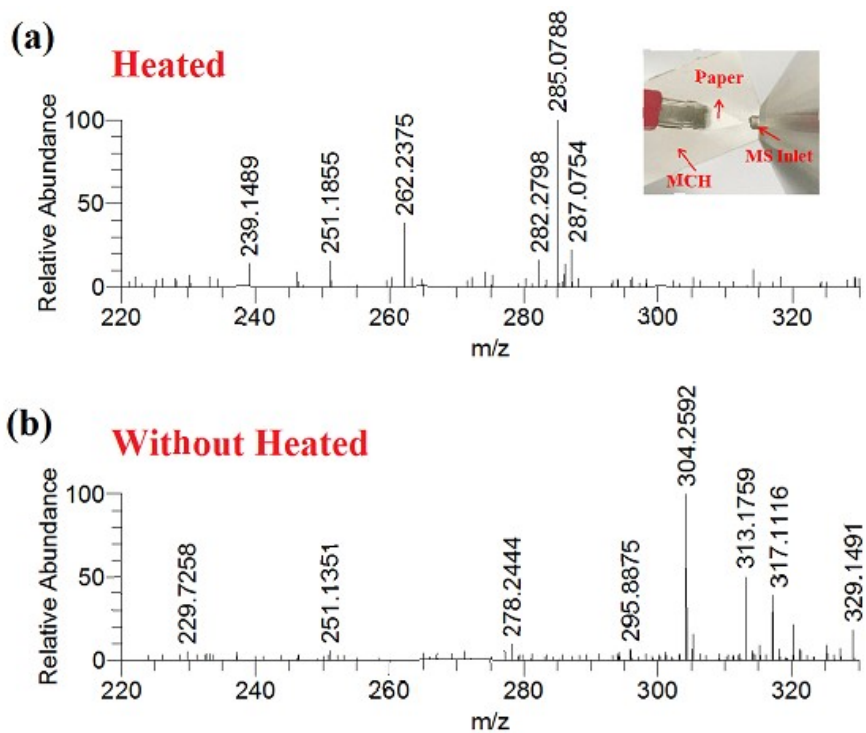 (a)
Heated
Relative Abundance
100
50
0
239.1489
251.1855
262.2375
282.2798
285.0788
287.0754
220 240 260 280 300 320
m/z
Paper
MS Inlet
MCH
(b)
Without Heated
Relative Abundance
100
50
0
229.7258
251.1351
278.2444
295.8875
304.2592
313.1759
317.1116
329.1491
220 240 260 280 300 320
m/z